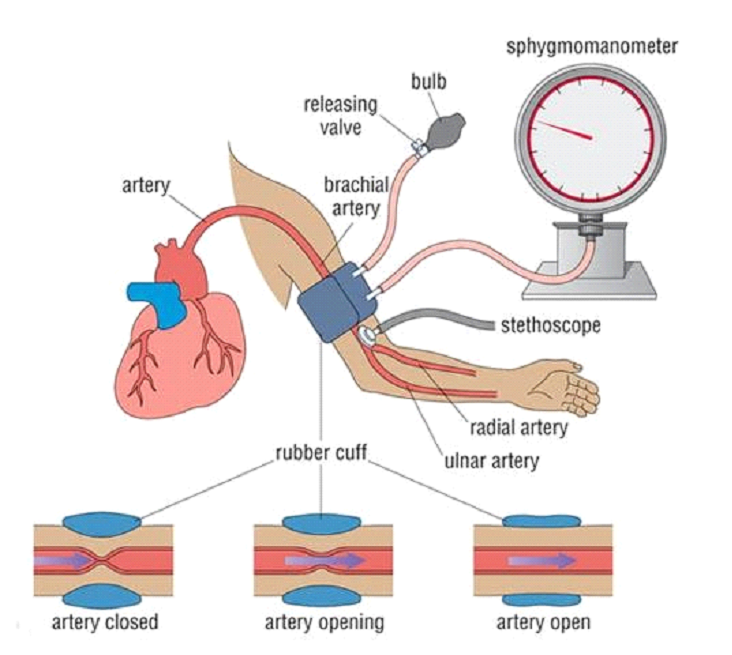 sphygmomanometer
bulb
releasing
valve
artery
brachial
artery
stethoscope
radial artery
rubber cuff
ulnar artery
artery closed
artery opening
artery open